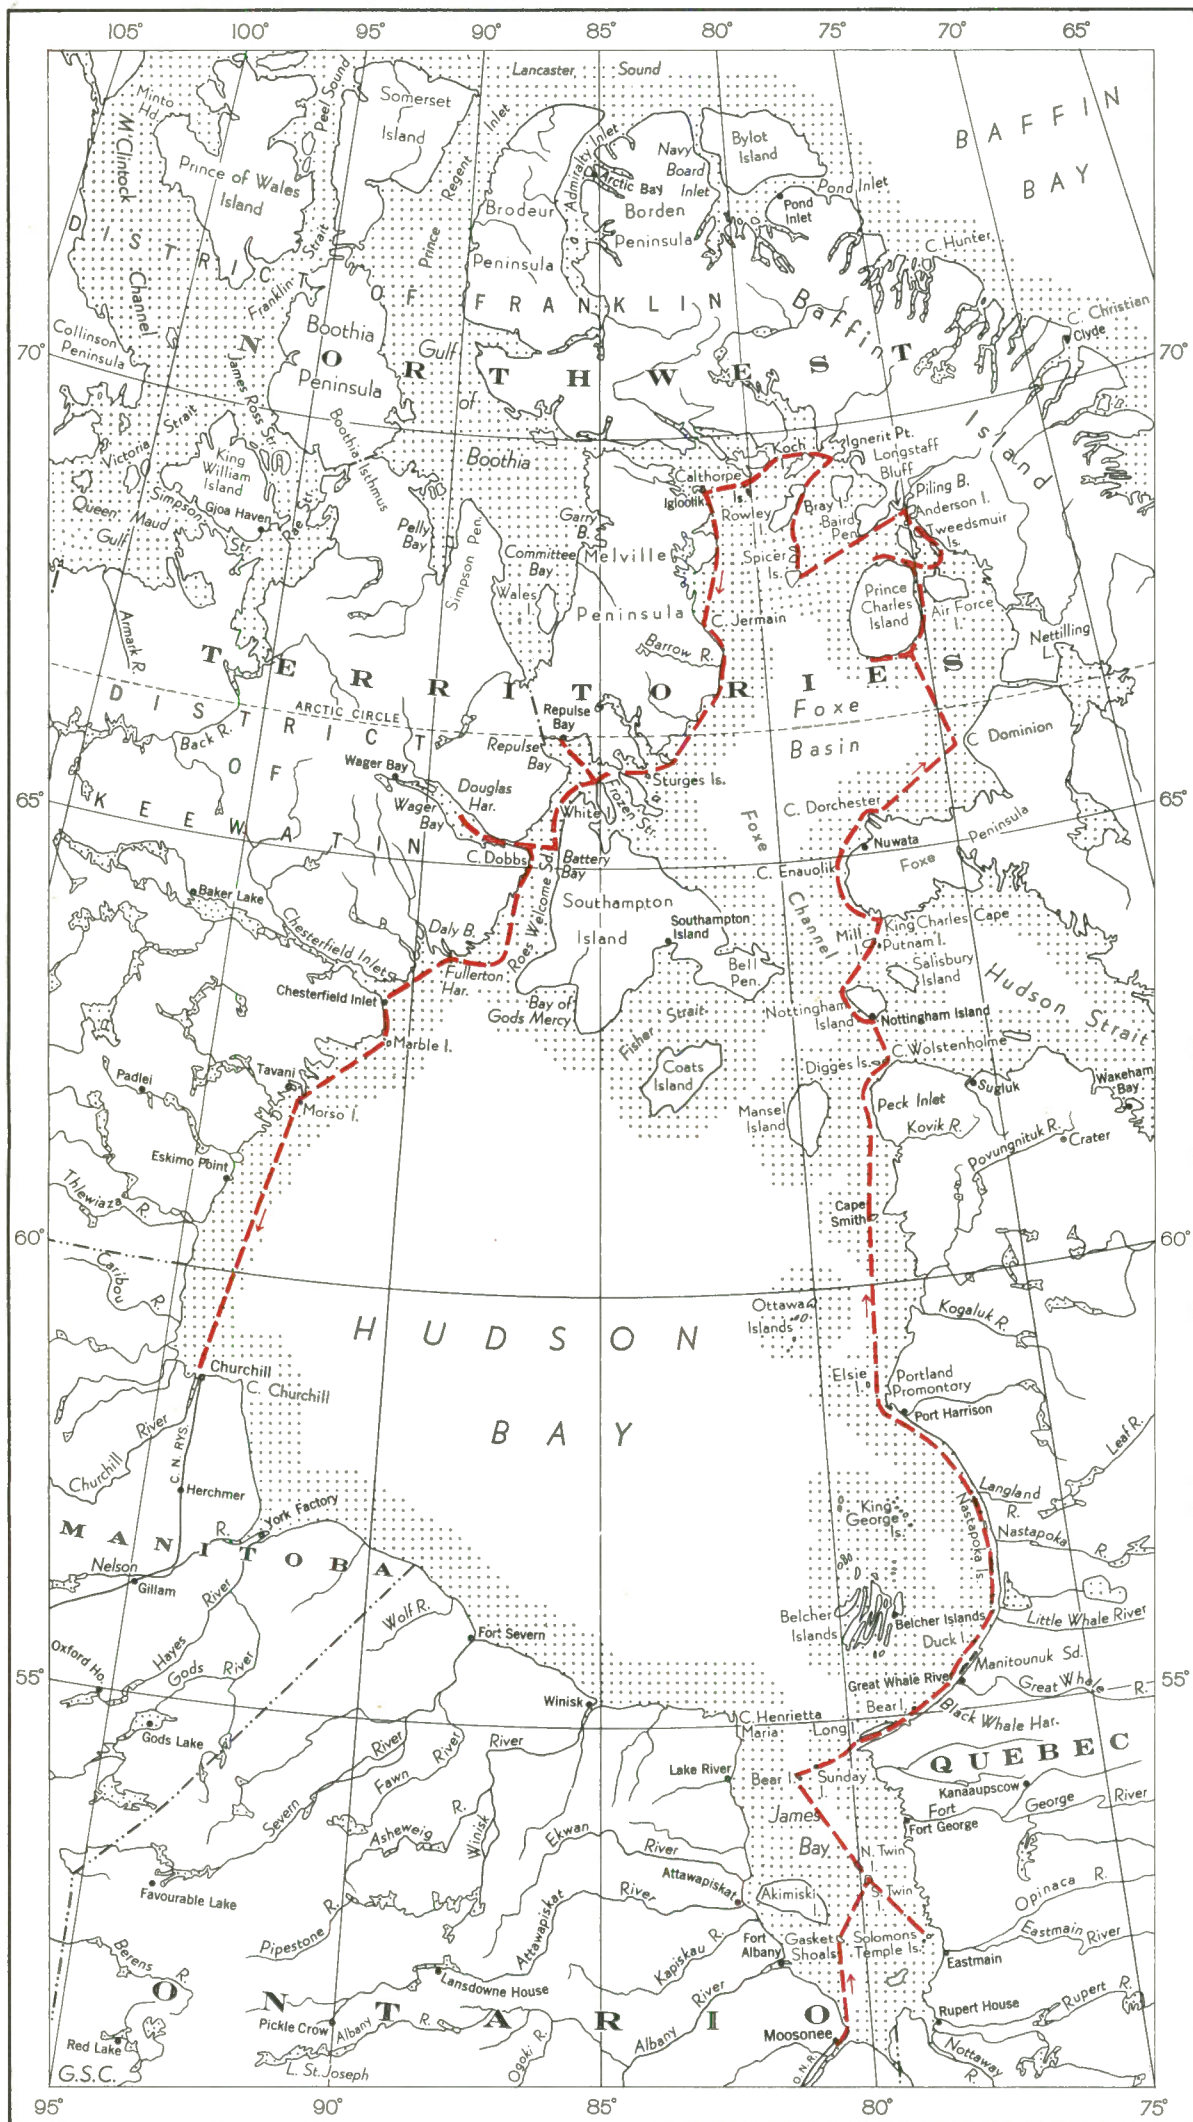 105° 100° 95° 90° 85° 80° 75° 70° 65°
Lancaster Sound
BAFFIN
BAY
Minto
Hd.
M'Clintock
Channel
Peel Sound
Somerset
Island
Prince of Wales
Island
Prince
Regent
Inlet
Admiralty Inlet
Arctic Bay
Navy
Board
Inlet
Bylot
Island
Pond Inlet
Pond
Inlet
Brodeur
Peninsula
Borden
Peninsula
C. Hunter
DISTRICT
OF FRANKLIN
Franklin
Strait
Baffin
Island
C. Christian
Clyde
Collinson
Peninsula
70°
70°
Boothia
Peninsula
Gulf
of
Boothia
NORTHWEST
James Ross Str.
Victoria Strait
King
William
Island
Boothia Isthmus
Simpson
Str.
Gjoa Haven
Rae Str.
Queen Maud
Gulf
Pelly
Bay
Simpson Pen.
Committee
Bay
Wales
I.
Garry
B.
Melville
Peninsula
Calthorpe
Is.
Igloolik
Koch
Ignerit Pt.
Longstaff
Bluff
Rowley
I.
Bray I.
Baird
Pen.
Piling B.
Anderson I.
Tweedsmuir
Is.
Spicer
Is.
Prince
Charles
Island
Air Force
I.
Nettilling
L.
C. Jermain
Barrow R.
Armark R.
TERRITORIES
ARCTIC CIRCLE
DISTRICT
OF
KEEWATIN
Back R.
Repulse
Bay
Repulse
Bay
Foxe
Basin
C. Dominion
Wager Bay
Wager
Bay
Douglas
Har.
White I.
Frozen Str.
Sturges Is.
65°
65°
C. Dorchester
Nuwata
Foxe Peninsula
C. Dobbs
Battery
Bay
C. Enauolik
Foxe
Channel
Baker Lake
Chesterfield Inlet
Daly B.
Roes Welcome Sd.
Southampton
Island
Southampton
Island
Mill I.
King Charles Cape
Putnam I.
Salisbury
Island
Bell
Pen.
Fullerton
Har.
Bay of
Gods Mercy
Chesterfield Inlet
Nottingham
Island
Nottingham Island
Hudson Strait
Fisher Strait
Marble I.
Coats
Island
C. Wolstenholme
Digges Is.
Padlei
Tavani
Sugluk
Wakeham
Bay
Morso I.
Mansel
Island
Peck Inlet
Kovik R.
Povungnituk R.
Crater
Eskimo Point
Thlewiaza R.
Cape
Smith
60°
60°
Caribou
R.
Ottawa
Islands
Kogaluk R.
HUDSON
BAY
Churchill
C. Churchill
Elsie
I.
Portland
Promontory
Port Harrison
Churchill River
C. N. RYS.
Leaf R.
Herchmer
York Factory
King
George
Is.
Langland
R.
Nastapoka Is.
Nastapoka R.
MANITOBA
Nelson
R.
Gillam
Hayes
River
Wolf R.
Fort Severn
Belcher
Islands
Belcher Islands
Little Whale River
Duck I.
Oxford Ho.
Gods River
Manitounuk Sd.
55°
55°
Great Whale River
Great Whale R.
Winisk
Bear I.
Black Whale Har.
C. Henrietta
Maria
Long I.
Gods Lake
Severn
River
Fawn
River
River
QUEBEC
Lake River
Bear I.
Sunday
I.
Kanaaupscow
Fort
George
River
Fort George
James
Bay
Asheweig
R.
Winisk
Ekwan
River
N. Twin
I.
Favourable Lake
Attawapiskat
Akimiski
I.
S. Twin
I.
Opinaca R.
Attawapiskat
River
Pipestone
R.
Fort
Albany
Gasket
Shoals
Solomons
Temple Is.
Eastmain River
Eastmain
Berens
R.
Kapiskau R.
Lansdowne House
Rupert House
Rupert R.
ONTARIO
Pickle Crow
Albany
R.
Albany
River
Moosonee
Red Lake
Ogoki R.
O.N.R.
Nottaway
R.
G.S.C.
L. St. Joseph
95° 90° 85° 80° 75°